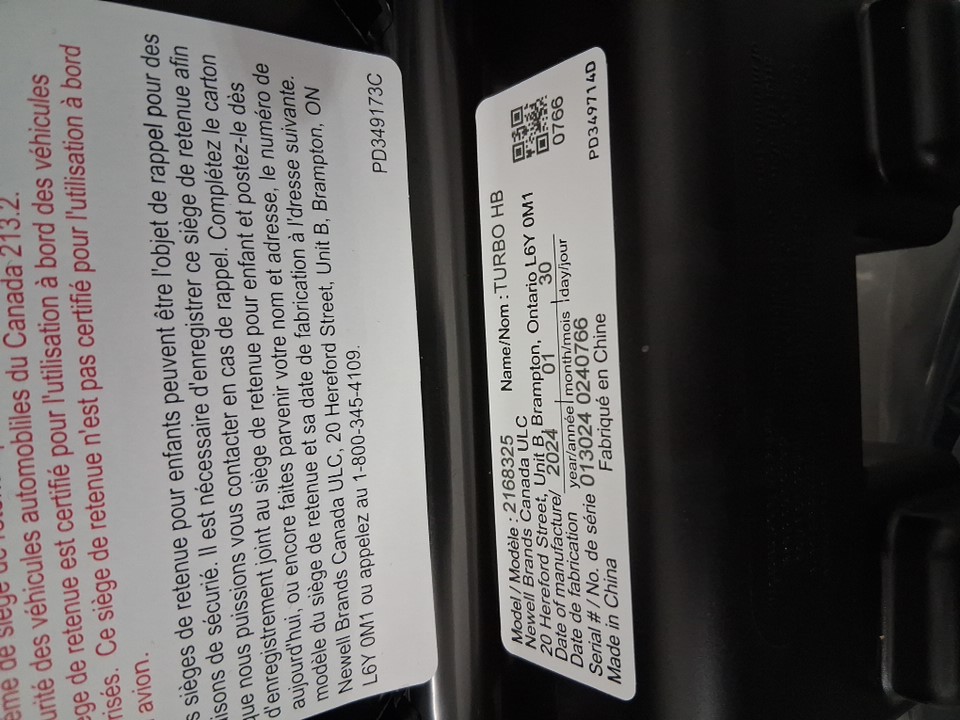 de siège de
urité des véhicules automobiles du Canada 213.2.
ge de retenue est certifié pour l'utilisation à bord des véhicules
risés. Ce siège de retenue n'est pas certifié pour l'utilisation à bord
avion.
s sièges de retenue pour enfants peuvent être l'objet de rappel pour des
isons de sécurité. Il est nécessaire d'enregistrer ce siège de retenue afin
que nous puissions vous contacter en cas de rappel. Complétez le carton
d'enregistrement joint au siège de retenue pour enfant et postez-le dès
aujourd'hui, ou encore faites parvenir votre nom et adresse, le numéro de
modèle du siège de retenue et sa date de fabrication à l'dresse suivante.
Newell Brands Canada ULC, 20 Hereford Street, Unit B, Brampton, ON
L6Y 0M1 ou appelez au 1-800-345-4109.
PD349173C
Model / Modèle : 2168325 Name/Nom : TURBO HB
Newell Brands Canada ULC
20 Hereford Street, Unit B, Brampton, Ontario L6Y 0M1
Date of manufacture/ 2024 01 30
Date de fabrication year/année month/mois day/jour
Serial # / No. de série 013024 0240766
Made in China Fabriqué en Chine
0766
PD349714D